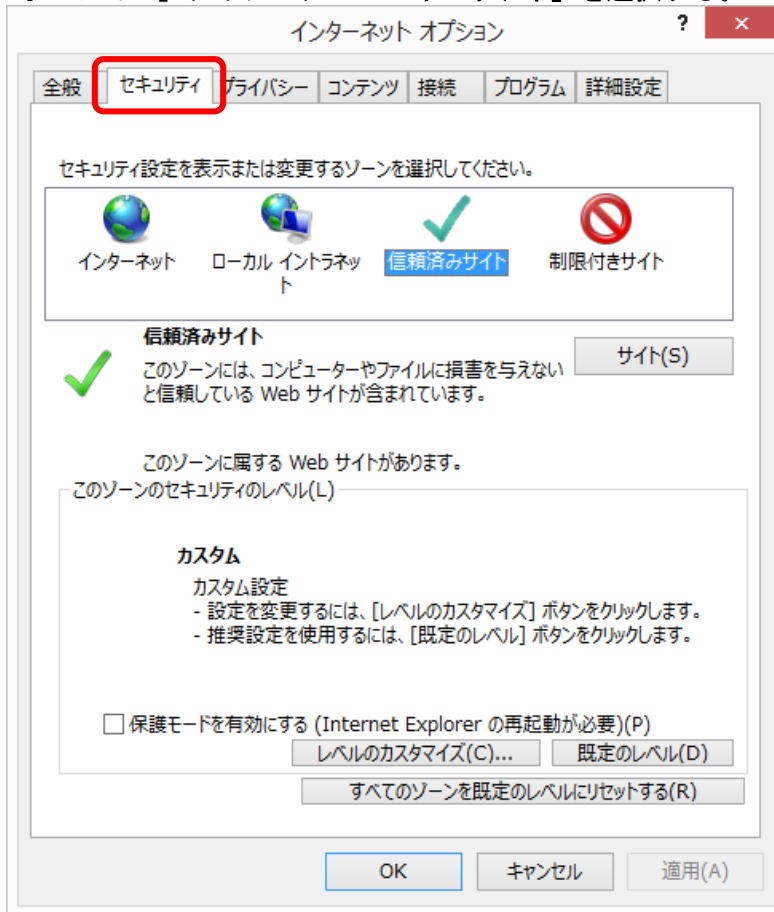 を選択する。
インターネット オプション ? ×
全般 セキュリティ プライバシー コンテンツ 接続 プログラム 詳細設定
セキュリティ設定を表示または変更するゾーンを選択してください。
インターネット
ローカル イントラネッ
ト
信頼済みサイト
制限付きサイト
信頼済みサイト
このゾーンには、コンピューターやファイルに損害を与えない
と信頼している Web サイトが含まれています。
サイト(S)
このゾーンに属する Web サイトがあります。
このゾーンのセキュリティのレベル(L)
カスタム
カスタム設定
- 設定を変更するには、[レベルのカスタマイズ] ボタンをクリックします。
- 推奨設定を使用するには、[既定のレベル] ボタンをクリックします。
保護モードを有効にする (Internet Explorer の再起動が必要)(P)
レベルのカスタマイズ(C)... 既定のレベル(D)
すべてのゾーンを既定のレベルにリセットする(R)
OK キャンセル 適用(A)